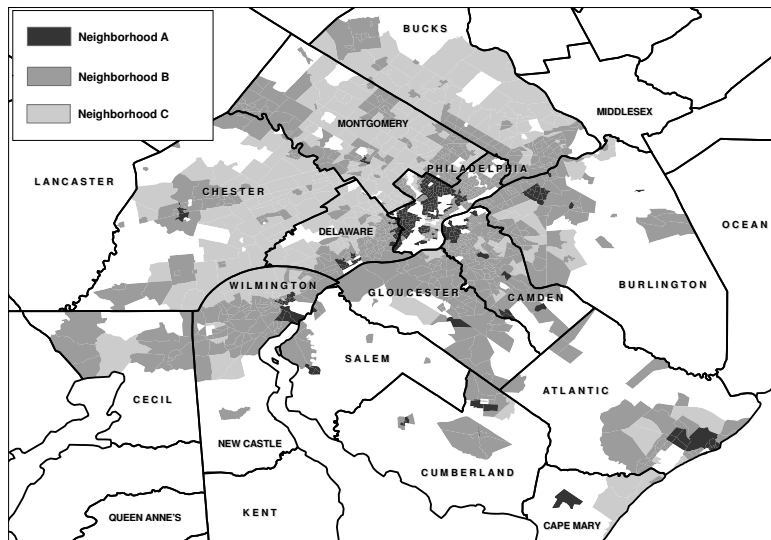 BUCKS
Neighborhood A
Neighborhood B
Neighborhood C
MIDDLESEX
MONTGOMERY
PHILADELPHIA
LANCASTER
CHESTER
OCEAN
DELAWARE
WILMINGTON
GLOUCESTER
CAMDEN
BURLINGTON
SALEM
ATLANTIC
CECIL
NEW CASTLE
CUMBERLAND
QUEEN ANNE'S
KENT
CAPE MARY